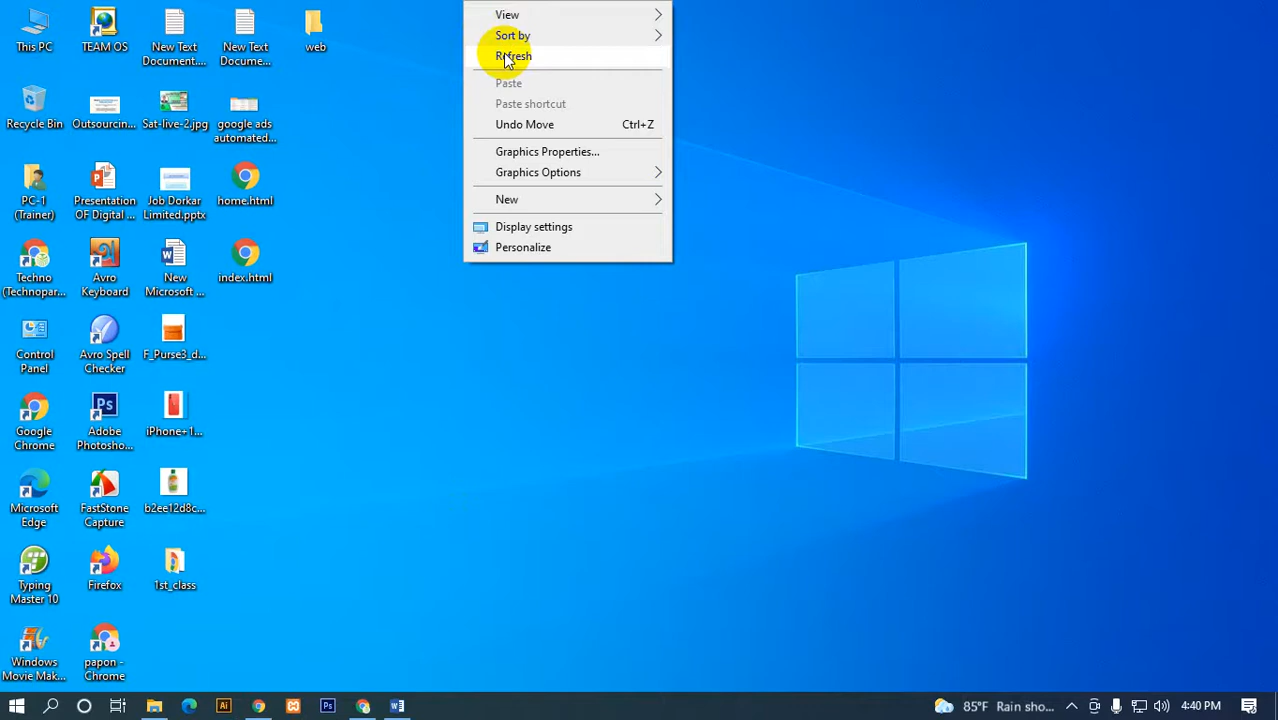 This PC
TEAM OS
New Text
Document....
New Text
Docume...
web
Recycle Bin
Outsourcin...
Sat-live-2.jpg
google ads
automated...
PC-1
(Trainer)
Presentation
OF Digital ...
Job Dorkar
Limited.pptx
home.html
Techno
(Technopar...
Avro
Keyboard
New
Microsoft ...
index.html
Control
Panel
Avro Spell
Checker
F_Purse3_d...
Google
Chrome
Adobe
Photosho...
iPhone+1...
Microsoft
Edge
FastStone
Capture
b2ee12d8c...
Typing
Master 10
Firefox
1st_class
Windows
Movie Mak...
papon -
Chrome
View
Sort by
Refresh
Paste
Paste shortcut
Undo Move Ctrl+Z
Graphics Properties...
Graphics Options
New
Display settings
Personalize
Ps
Ai
Ps
85°F Rain sho...
4:40 PM